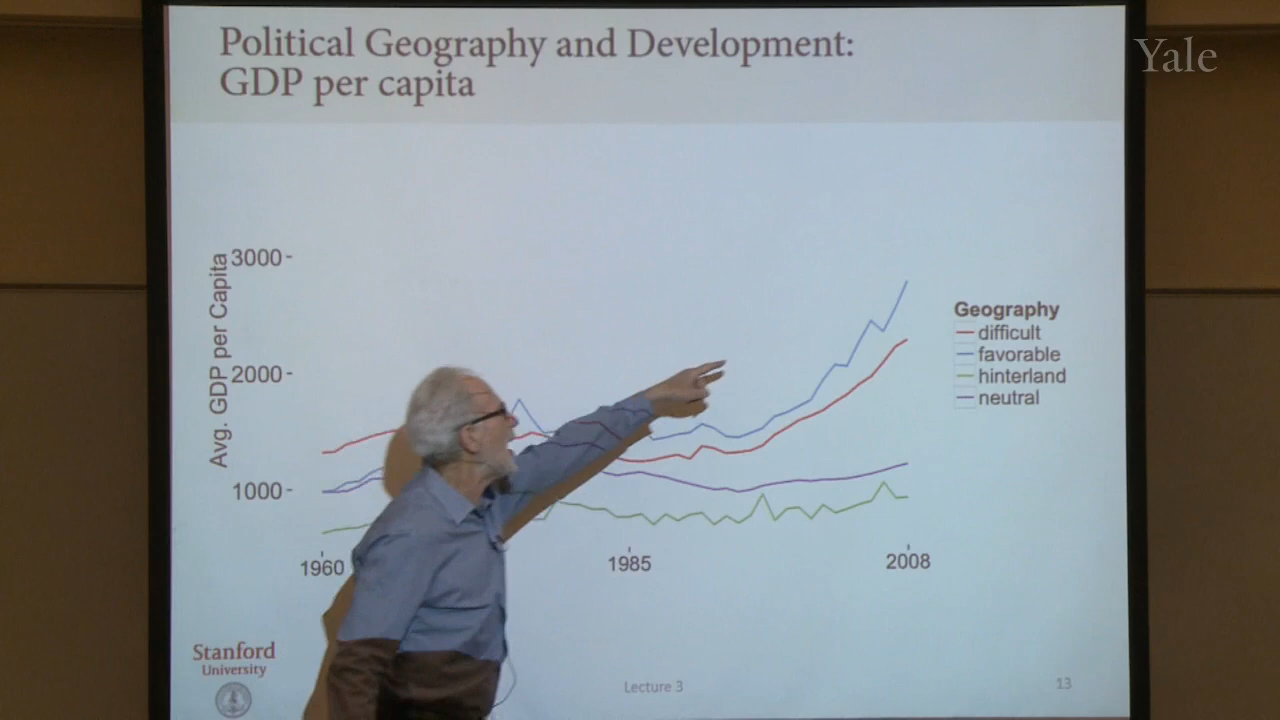 Political Geography and Development:
GDP per capita
Yale
Avg. GDP per Capita
3000
2000
1000
1960
1985
2008
Geography
difficult
favorable
hinterland
neutral
Stanford
University
Lecture 3
13